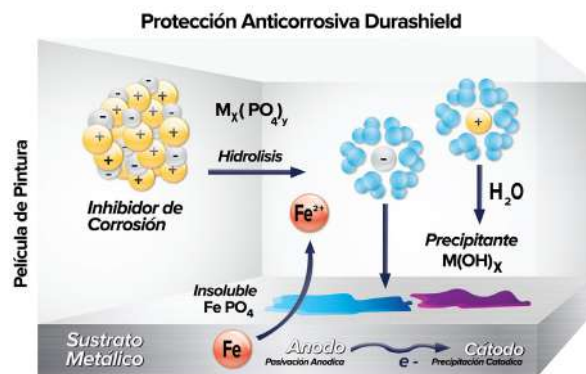 Protección Anticorrosiva Durashield
Película de Pintura
Inhibidor de
Corrosión
Mₓ(PO₄)ᵧ
Hidrolisis
Fe²⁺
-
+
H₂O
Precipitante
M(OH)ₓ
Insoluble
Fe PO₄
Sustrato
Metálico
Fe
Anodo
Pasivación Anodica
e -
Cátodo
Precipitación Catodica